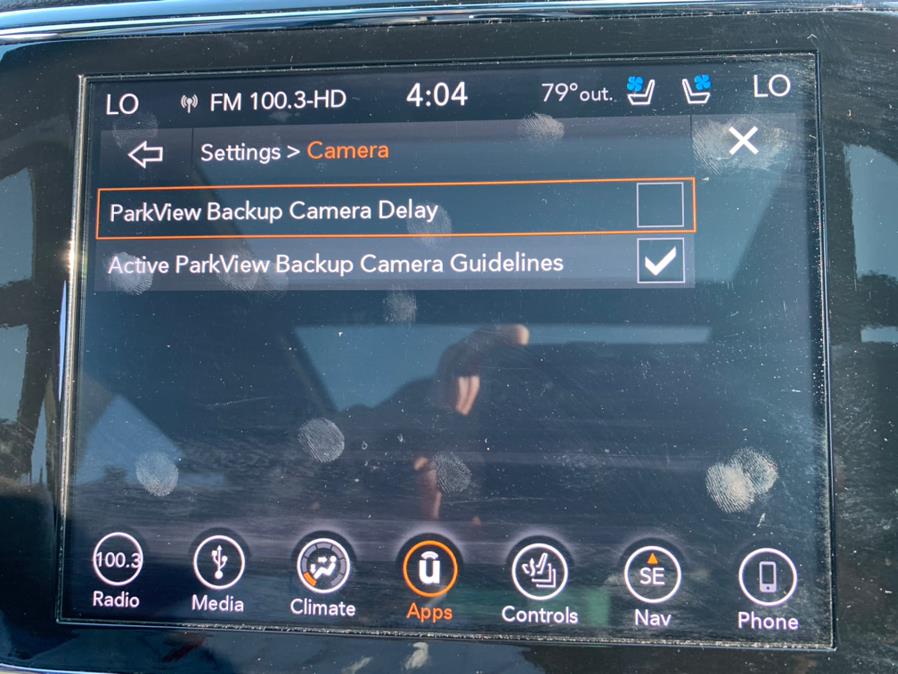 LO FM 100.3-HD 4:04 79°out. LO
Settings > Camera
ParkView Backup Camera Delay
Active ParkView Backup Camera Guidelines
100.3 SE
Radio Media Climate Apps Controls Nav Phone